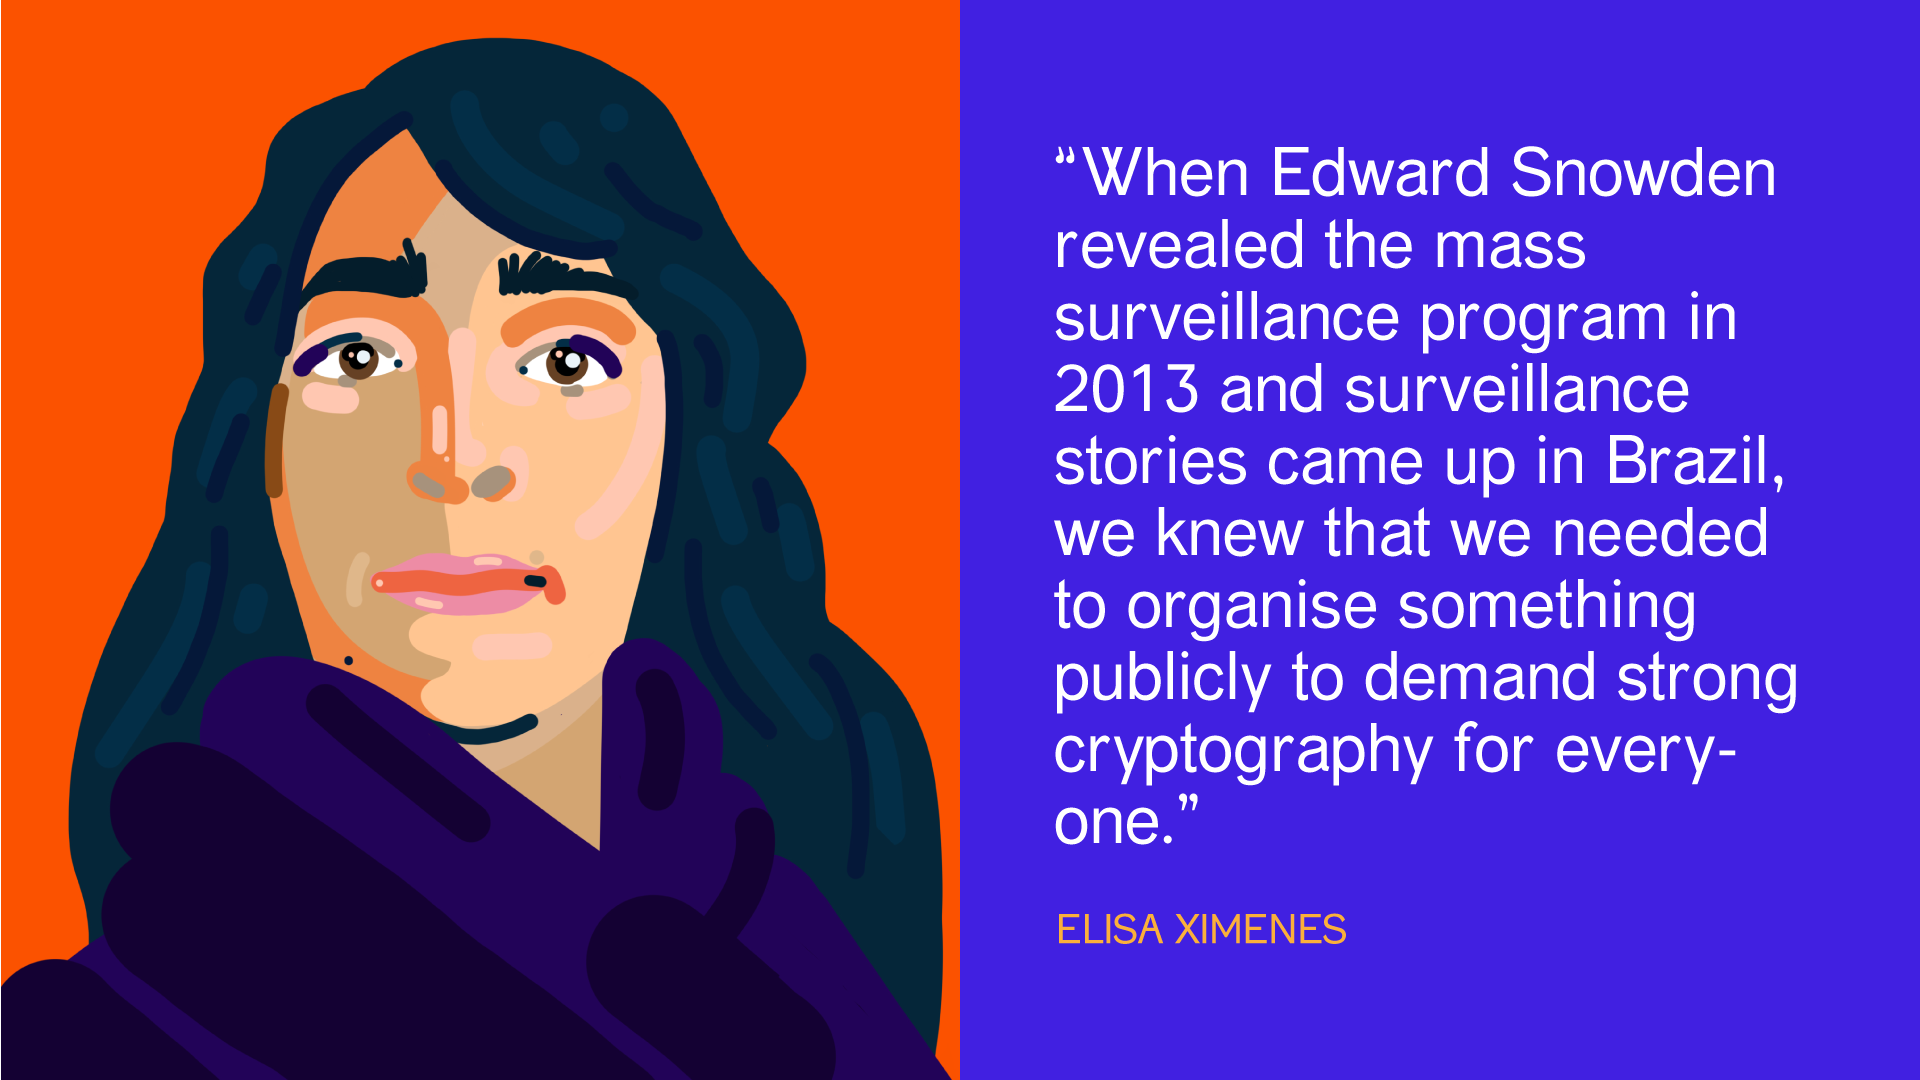 “When Edward Snowden
revealed the mass
surveillance program in
2013 and surveillance
stories came up in Brazil,
we knew that we needed
to organise something
publicly to demand strong
cryptography for every-
one.”
ELISA XIMENES